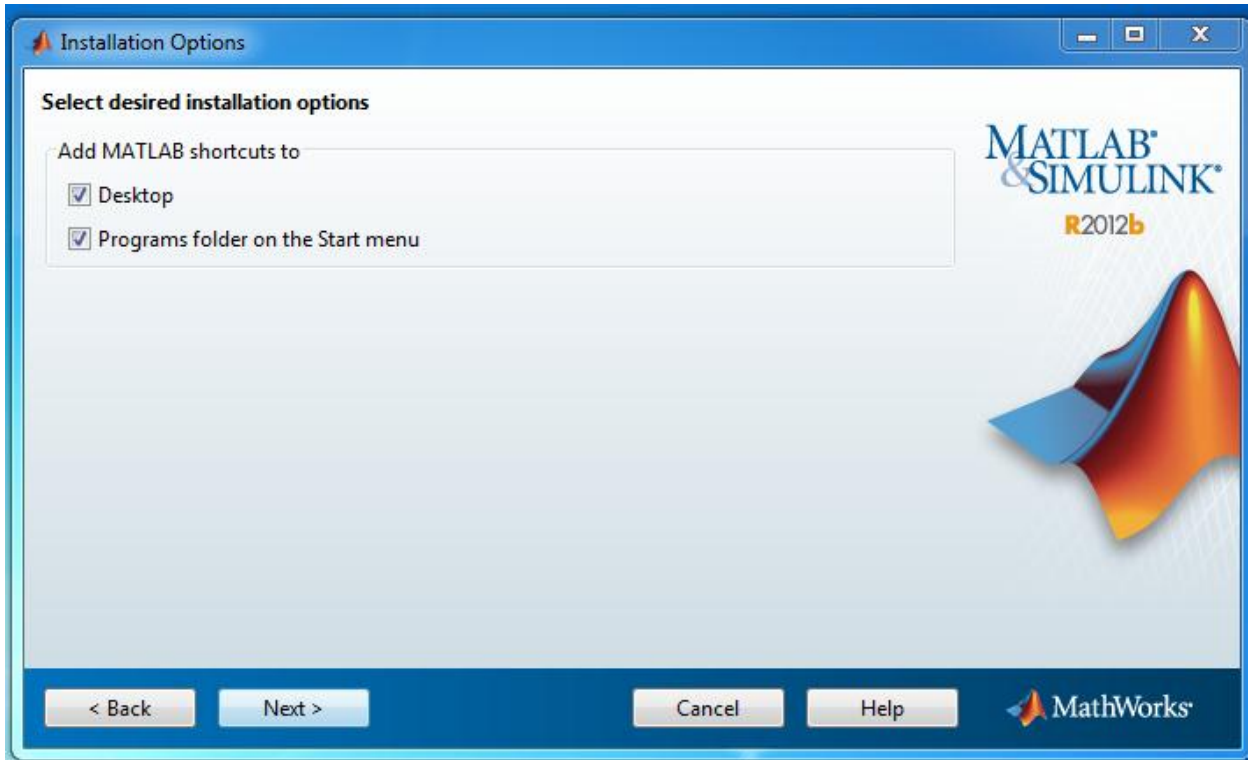 Installation Options
Select desired installation options
Add MATLAB shortcuts to
Desktop
Programs folder on the Start menu
MATLAB®
&SIMULINK®
R2012b
< Back
Next >
Cancel
Help
MathWorks®